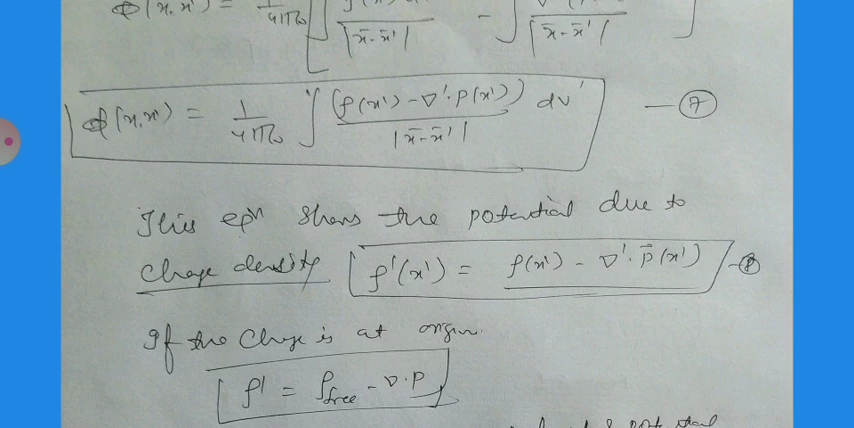 φ(x,x') = 1/4πε₀ ∫ (ρ(x') - ∇'·P(x')) dv' / |x̄-x̄'| — ⑦
This eqn shows the potential due to
charge density ρ'(x') = ρ(x') - ∇'·P̄(x') — ⑧
If the charge is at origin.
ρ' = ρfree - ∇·P